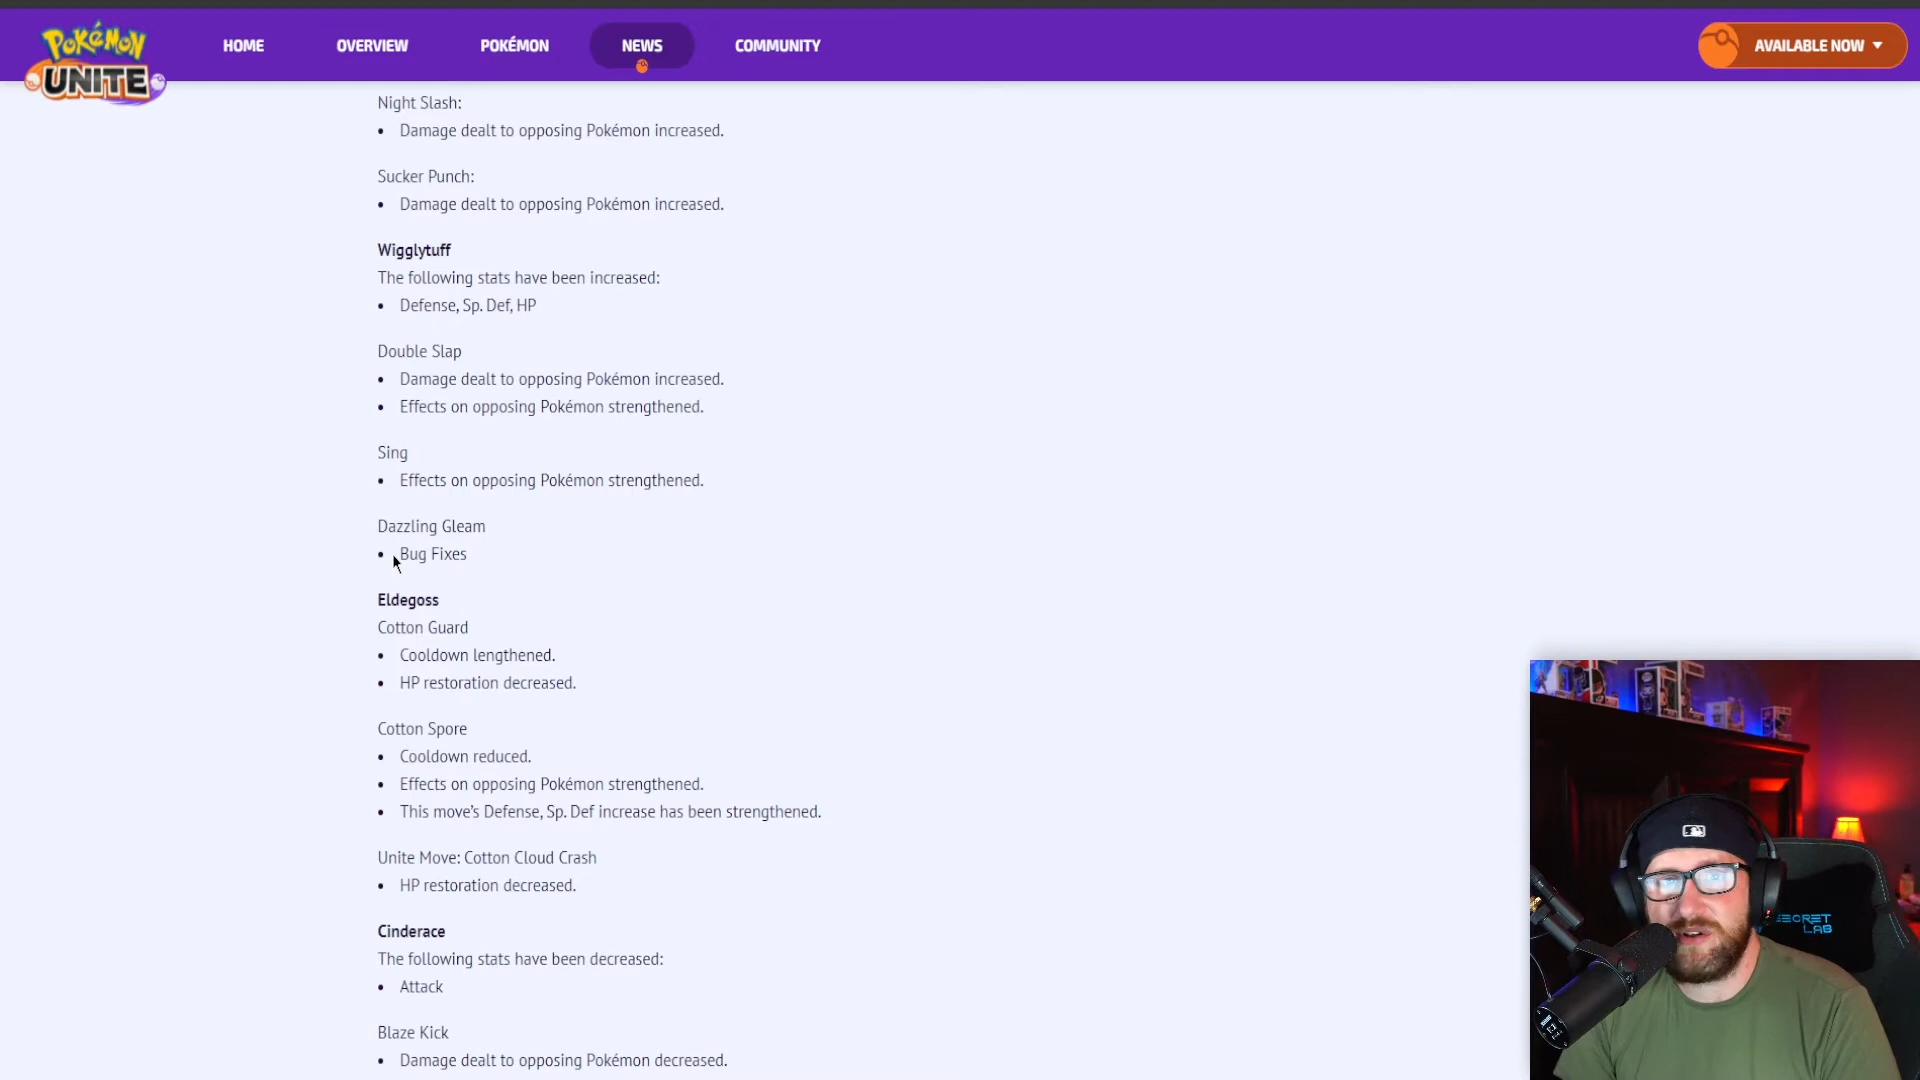 POKéMON
UNITE
HOME
OVERVIEW
POKÉMON
NEWS
COMMUNITY
AVAILABLE NOW
Night Slash:
• Damage dealt to opposing Pokémon increased.
Sucker Punch:
• Damage dealt to opposing Pokémon increased.
Wigglytuff
The following stats have been increased:
• Defense, Sp. Def, HP
Double Slap
• Damage dealt to opposing Pokémon increased.
• Effects on opposing Pokémon strengthened.
Sing
• Effects on opposing Pokémon strengthened.
Dazzling Gleam
• Bug Fixes
Eldegoss
Cotton Guard
• Cooldown lengthened.
• HP restoration decreased.
Cotton Spore
• Cooldown reduced.
• Effects on opposing Pokémon strengthened.
• This move’s Defense, Sp. Def increase has been strengthened.
Unite Move: Cotton Cloud Crash
• HP restoration decreased.
Cinderace
The following stats have been decreased:
• Attack
Blaze Kick
• Damage dealt to opposing Pokémon decreased.
SECRET
LAB